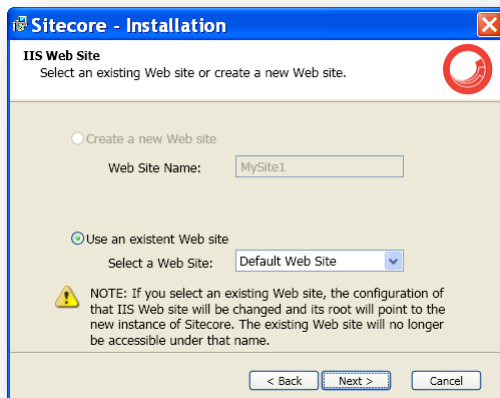 Sitecore - Installation
IIS Web Site
Select an existing Web site or create a new Web site.
Create a new Web site
Web Site Name: MySite1
Use an existent Web site
Select a Web Site: Default Web Site
NOTE: If you select an existing Web site, the configuration of
that IIS Web site will be changed and its root will point to the
new instance of Sitecore. The existing Web site will no longer
be accessible under that name.
< Back Next > Cancel